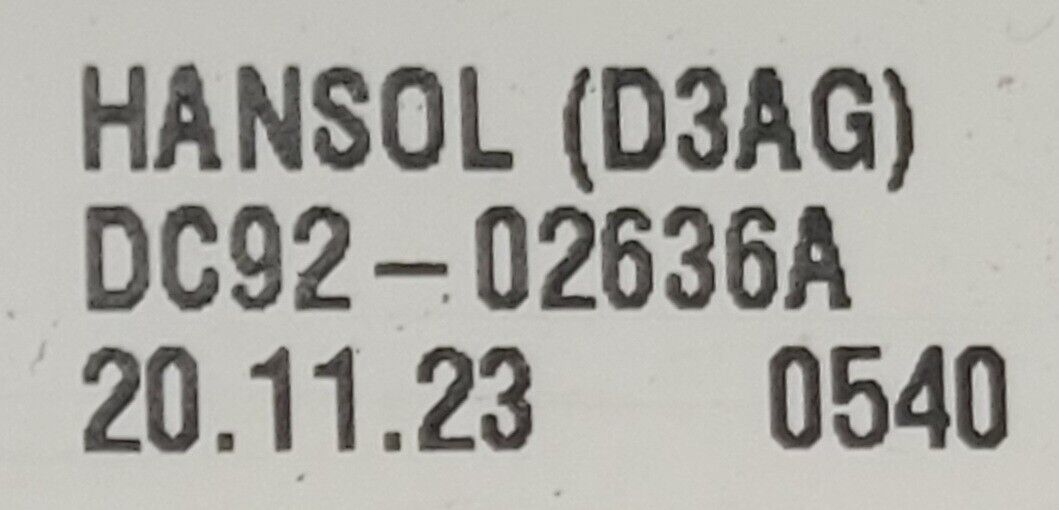 HANSOL (D3AG)
DC92-02636A
20.11.23 0540